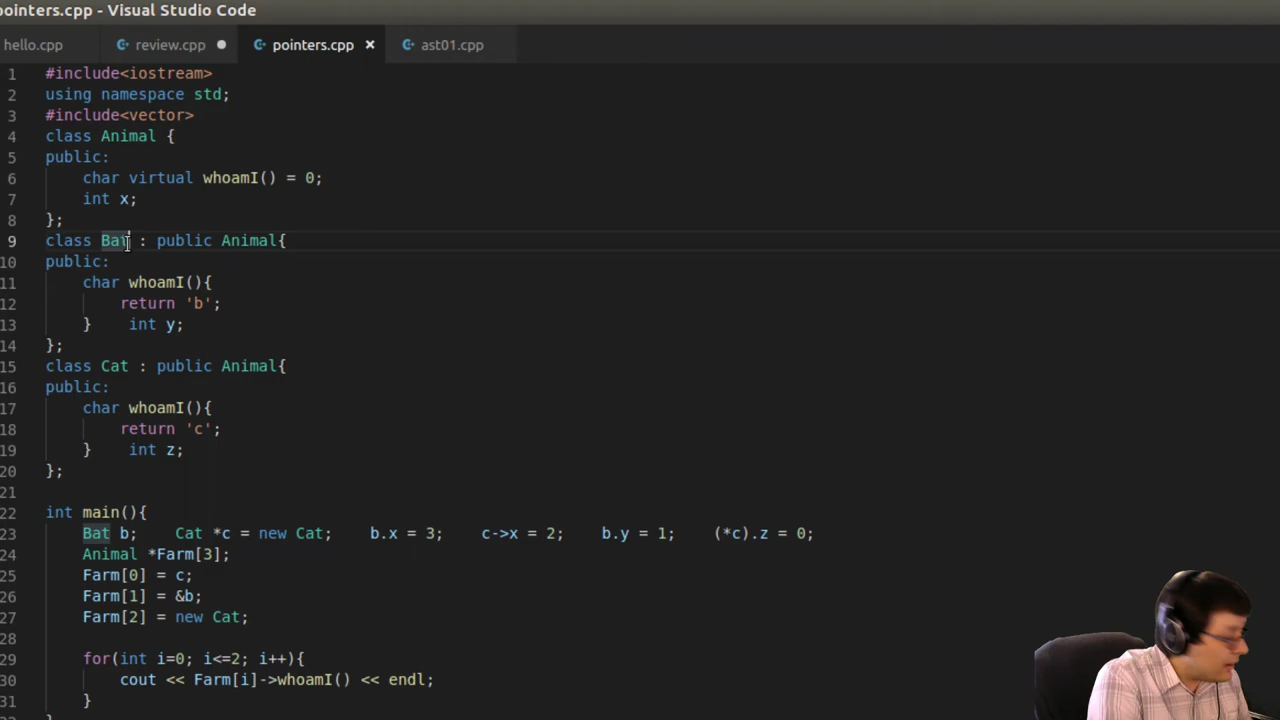 pointers.cpp - Visual Studio Code
hello.cpp review.cpp pointers.cpp × ast01.cpp
1 #include<iostream>
2 using namespace std;
3 #include<vector>
4 class Animal {
5 public:
6 char virtual whoamI() = 0;
7 int x;
8 };
9 class Bat : public Animal{
10 public:
11 char whoamI(){
12 return 'b';
13 } int y;
14 };
15 class Cat : public Animal{
16 public:
17 char whoamI(){
18 return 'c';
19 } int z;
20 };
21
22 int main(){
23 Bat b; Cat *c = new Cat; b.x = 3; c->x = 2; b.y = 1; (*c).z = 0;
24 Animal *Farm[3];
25 Farm[0] = c;
26 Farm[1] = &b;
27 Farm[2] = new Cat;
28
29 for(int i=0; i<=2; i++){
30 cout << Farm[i]->whoamI() << endl;
31 }